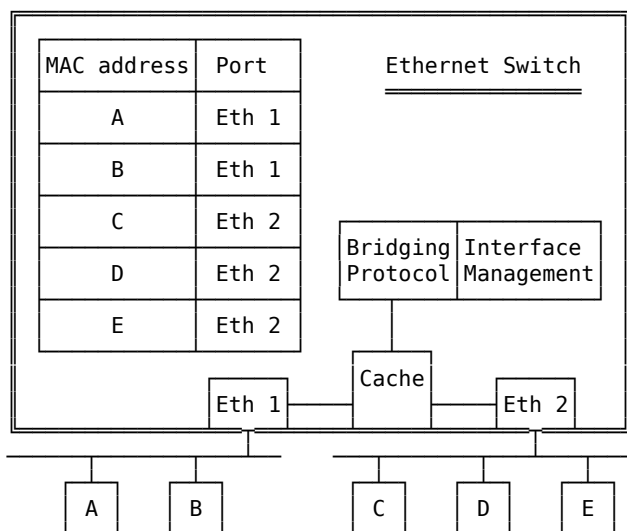 MAC address Port
A Eth 1
B Eth 1
C Eth 2
D Eth 2
E Eth 2
Ethernet Switch
Bridging Interface
Protocol Management
Cache
Eth 1 Eth 2
A B C D E